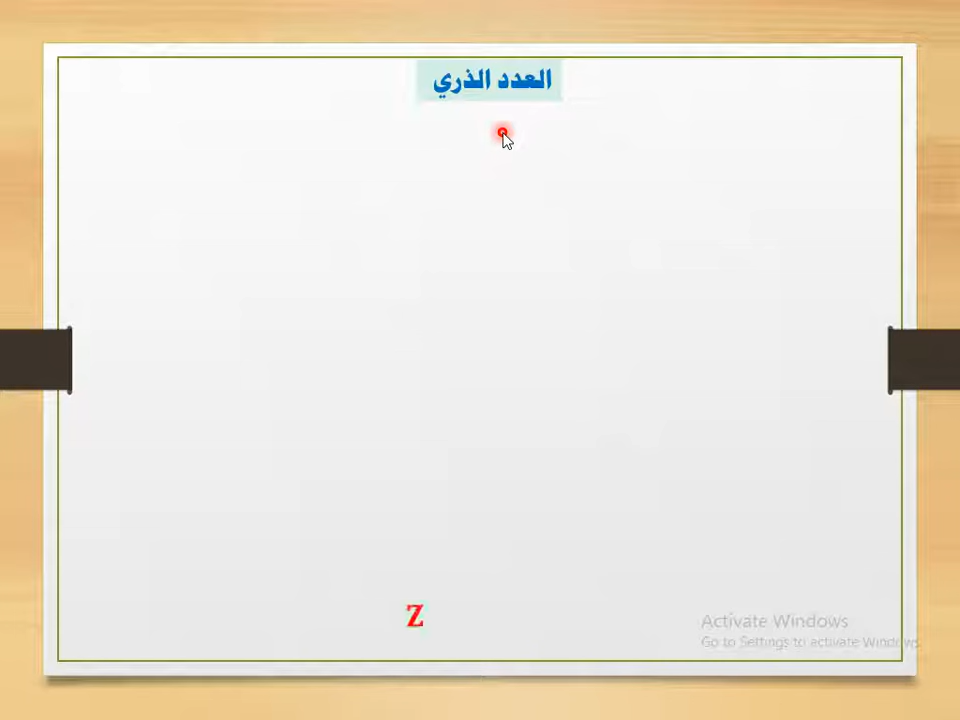 العدد الذري
Z
Activate Windows
Go to Settings to activate Windows.